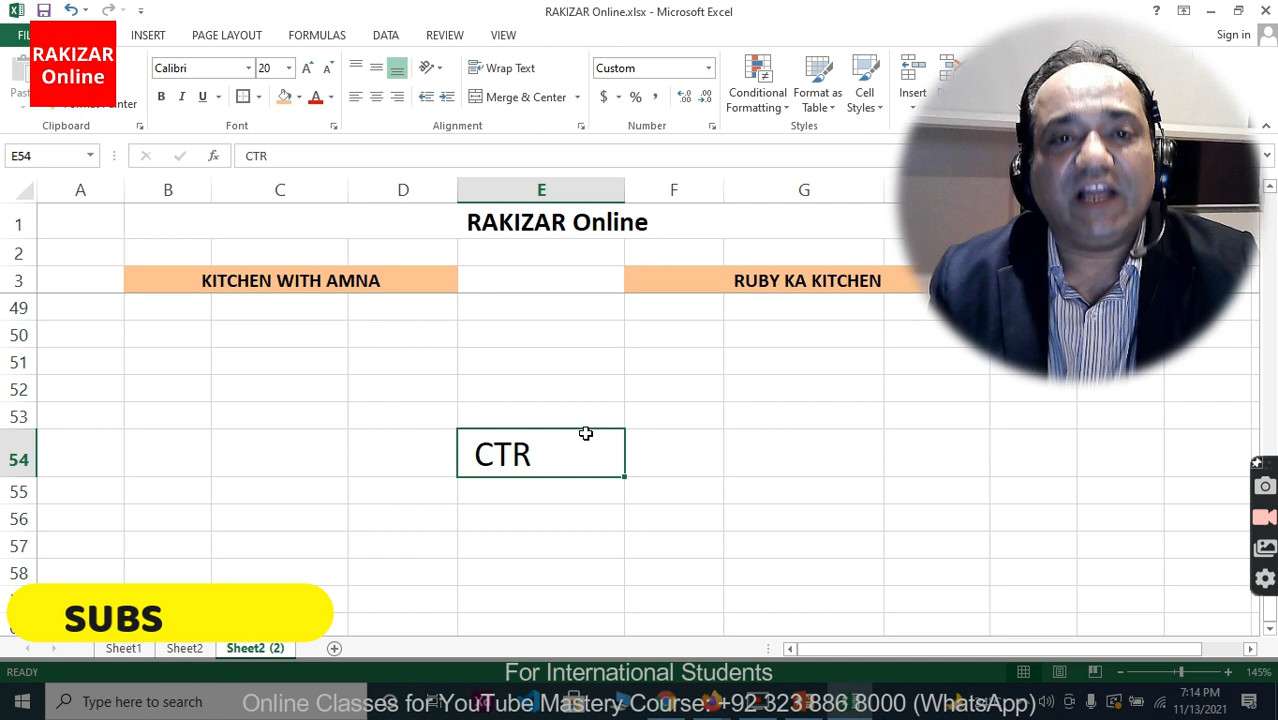 RAKIZAR Online.xlsx - Microsoft Excel
Sign in
RAKIZAR
Online
INSERT PAGE LAYOUT FORMULAS DATA REVIEW VIEW
Calibri 20
Wrap Text
Custom
Merge & Center
Conditional Formatting
Format as Table
Cell Styles
Insert
Clipboard Font Alignment Number Styles
E54 fx CTR
A B C D E F G
1 RAKIZAR Online
2
3 KITCHEN WITH AMNA RUBY KA KITCHEN
49
50
51
52
53
54 CTR
55
56
57
58
SUBS
Sheet1 Sheet2 Sheet2 (2)
READY
145%
For International Students
Type here to search
Online Classes for YouTube Mastery Course: +92 323 886 8000 (WhatsApp)
7:14 PM
11/13/2021